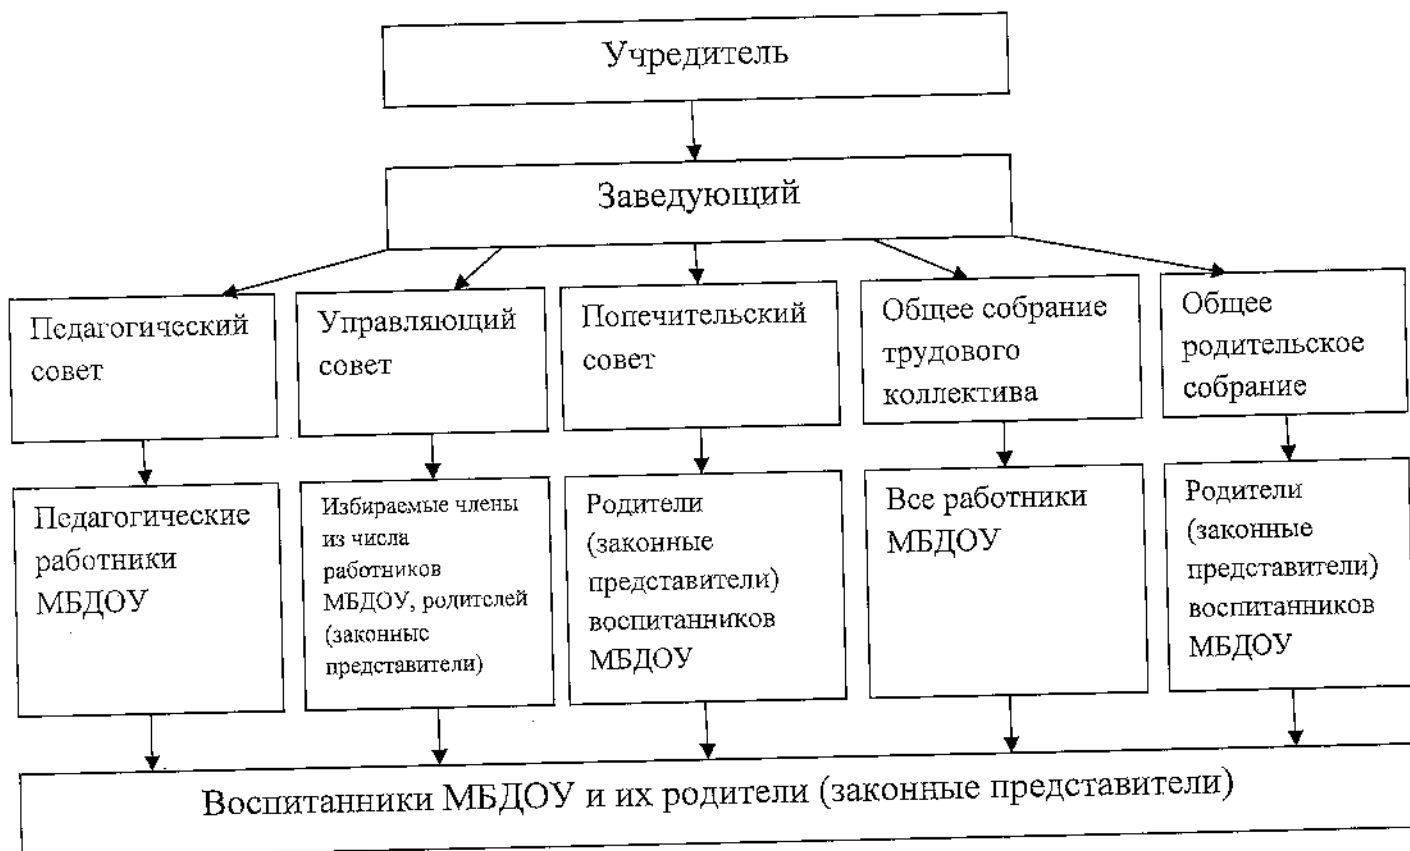 Учредитель
Заведующий
Педагогический
совет
Управляющий
совет
Попечительский
совет
Общее собрание
трудового
коллектива
Общее
родительское
собрание
Педагогические
работники
МБДОУ
Избираемые члены
из числа
работников
МБДОУ, родителей
(законные
представители)
Родители
(законные
представители)
воспитанников
МБДОУ
Все работники
МБДОУ
Родители
(законные
представители)
воспитанников
МБДОУ
Воспитанники МБДОУ и их родители (законные представители)